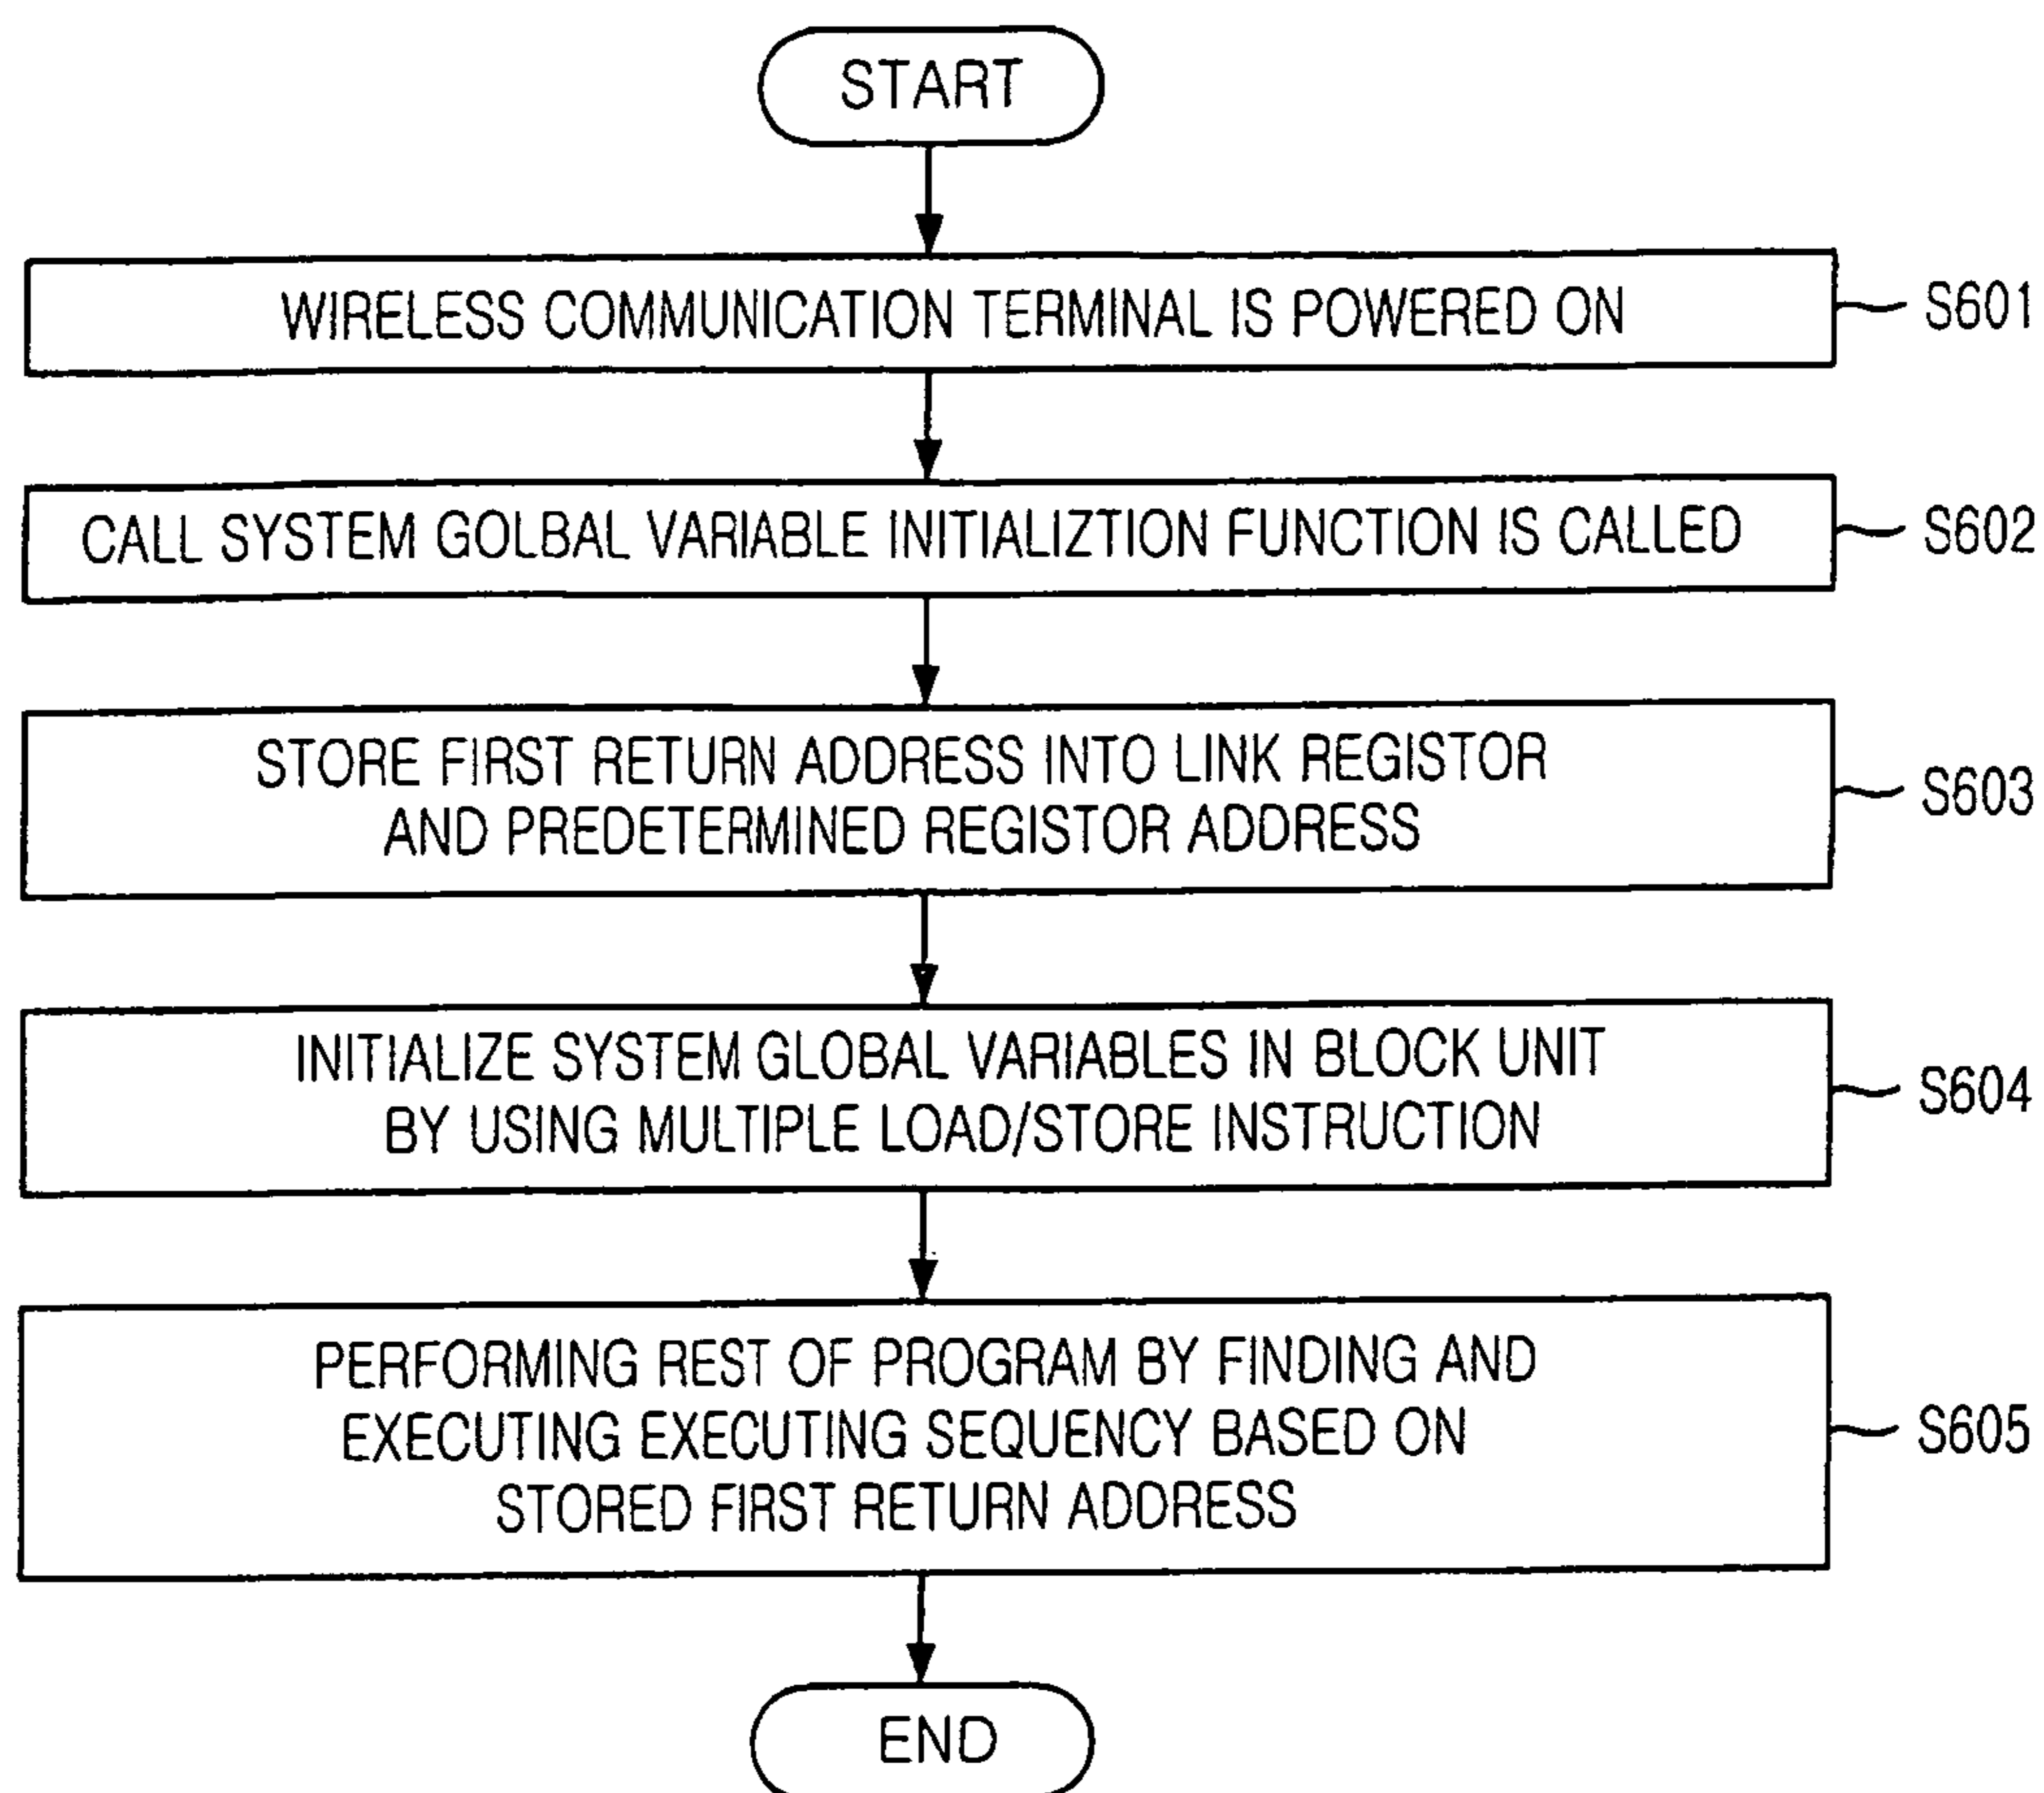 START
WIRELESS COMMUNICATION TERMINAL IS POWERED ON
S601
CALL SYSTEM GOLBAL VARIABLE INITIALIZTION FUNCTION IS CALLED
S602
STORE FIRST RETURN ADDRESS INTO LINK REGISTOR
AND PREDETERMINED REGISTOR ADDRESS
S603
INITIALIZE SYSTEM GLOBAL VARIABLES IN BLOCK UNIT
BY USING MULTIPLE LOAD/STORE INSTRUCTION
S604
PERFORMING REST OF PROGRAM BY FINDING AND
EXECUTING EXECUTING SEQUENCY BASED ON
STORED FIRST RETURN ADDRESS
S605
END